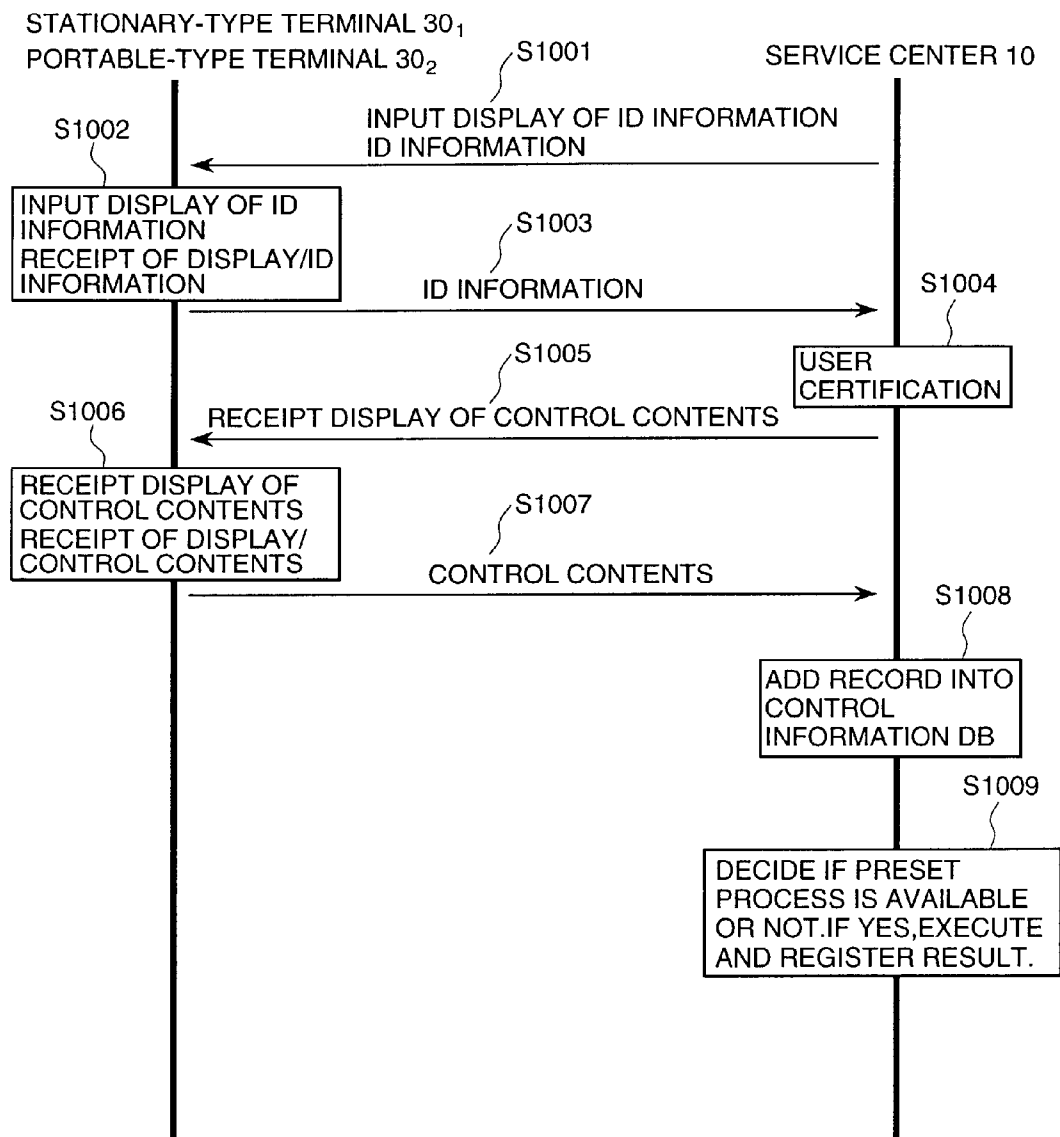 STATIONARY-TYPE TERMINAL 30₁
PORTABLE-TYPE TERMINAL 30₂
SERVICE CENTER 10
S1001
INPUT DISPLAY OF ID INFORMATION
ID INFORMATION
S1002
INPUT DISPLAY OF ID
INFORMATION
RECEIPT OF DISPLAY/ID
INFORMATION
S1003
ID INFORMATION
S1004
USER
CERTIFICATION
S1005
RECEIPT DISPLAY OF CONTROL CONTENTS
S1006
RECEIPT DISPLAY OF
CONTROL CONTENTS
RECEIPT OF DISPLAY/
CONTROL CONTENTS
S1007
CONTROL CONTENTS
S1008
ADD RECORD INTO
CONTROL
INFORMATION DB
S1009
DECIDE IF PRESET
PROCESS IS AVAILABLE
OR NOT.IF YES,EXECUTE
AND REGISTER RESULT.